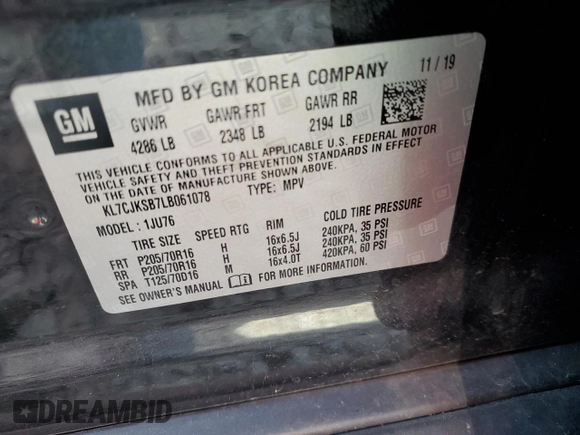 GM
MFD BY GM KOREA COMPANY 11 / 19
GVWR GAWR FRT GAWR RR
4286 LB 2348 LB 2194 LB
THIS VEHICLE CONFORMS TO ALL APPLICABLE U.S. FEDERAL MOTOR
VEHICLE SAFETY AND THEFT PREVENTION STANDARDS IN EFFECT
ON THE DATE OF MANUFACTURE SHOWN ABOVE.
KL7CJKSB7LB061078 TYPE: MPV
MODEL: 1JU76
TIRE SIZE SPEED RTG RIM COLD TIRE PRESSURE
FRT P205/70R16 H 16x6.5J 240KPA, 35 PSI
RR P205/70R16 H 16x6.5J 240KPA, 35 PSI
SPA T125/70D16 M 16x4.0T 420KPA, 60 PSI
SEE OWNER'S MANUAL FOR MORE INFORMATION.
DREAMBID